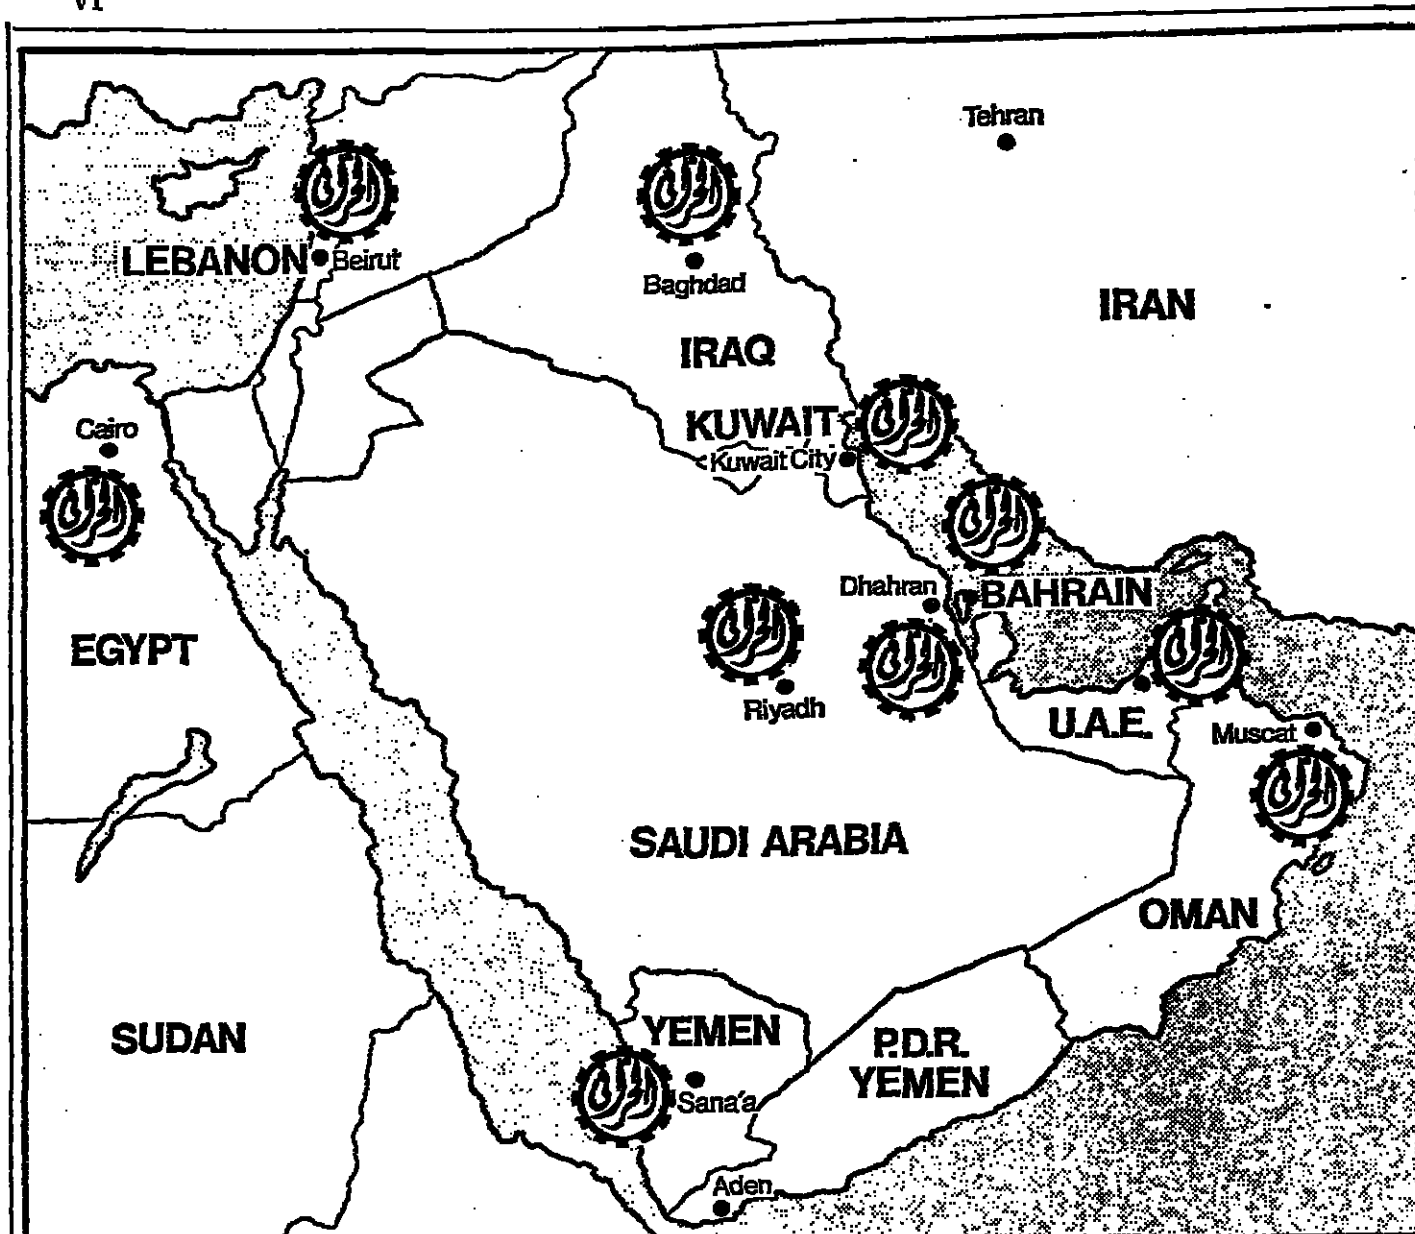 VI
Tehran
LEBANON
Beirut
Baghdad
IRAN
IRAQ
KUWAIT
Kuwait City
Cairo
Dhahran
BAHRAIN
EGYPT
Riyadh
U.A.E.
Muscat
SAUDI ARABIA
OMAN
SUDAN
YEMEN
P.D.R.
YEMEN
Sana'a
Aden